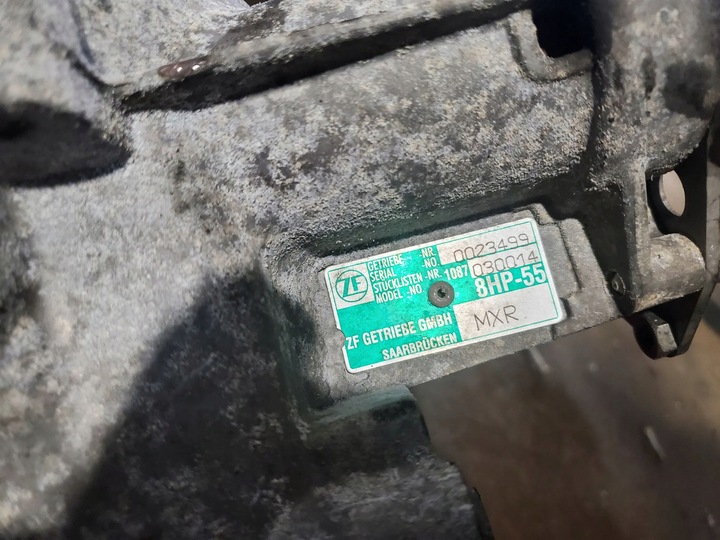 ZF
GETRIEBE -NR.
SERIAL -NO. 0023499
STÜCKLISTEN -NR. 1087 030014
MODEL -NO 8HP-55
ZF GETRIEBE GMBH MXR
SAARBRÜCKEN